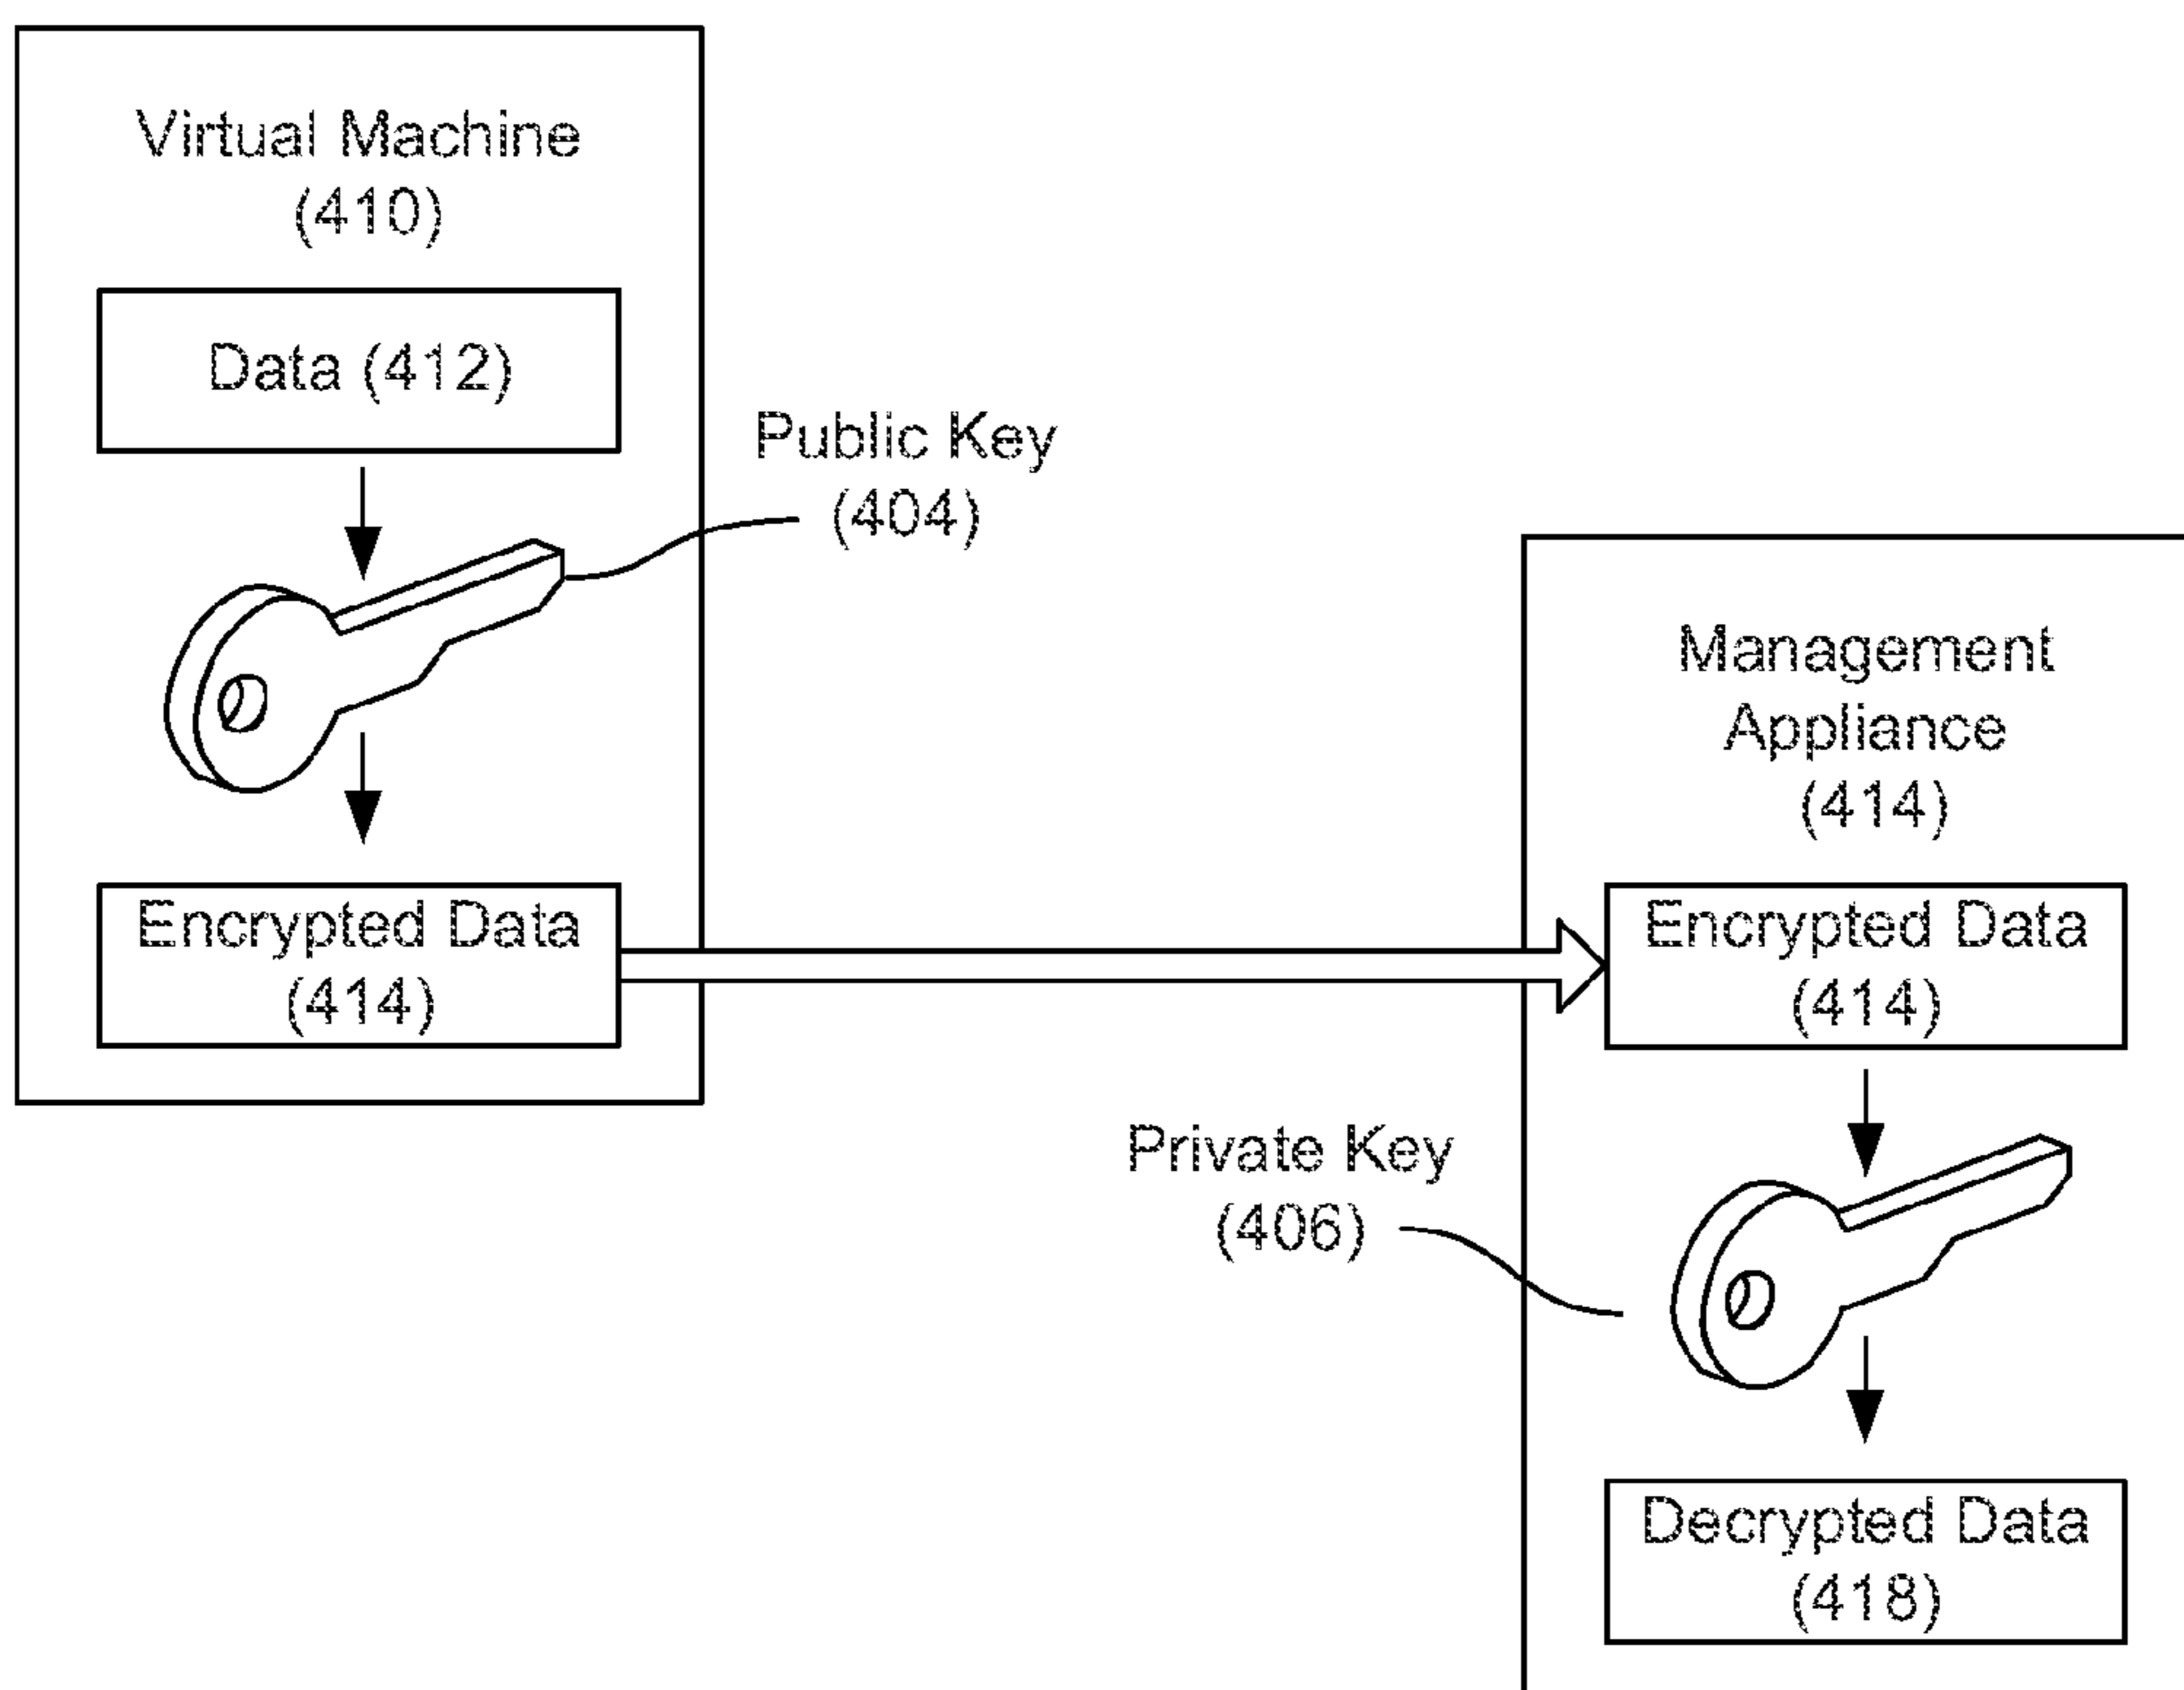 Virtual Machine
(410)
Data (412)
Public Key
(404)
Encrypted Data
(414)
Management
Appliance
(414)
Encrypted Data
(414)
Private Key
(406)
Decrypted Data
(418)